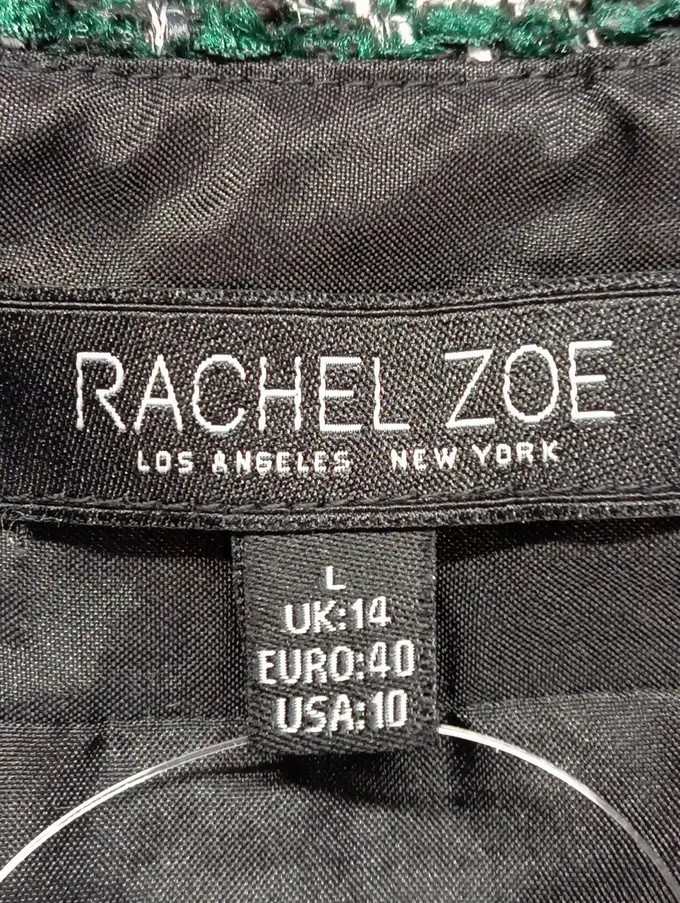 RACHEL ZOE
LOS ANGELES NEW YORK
L
UK:14
EURO:40
USA:10